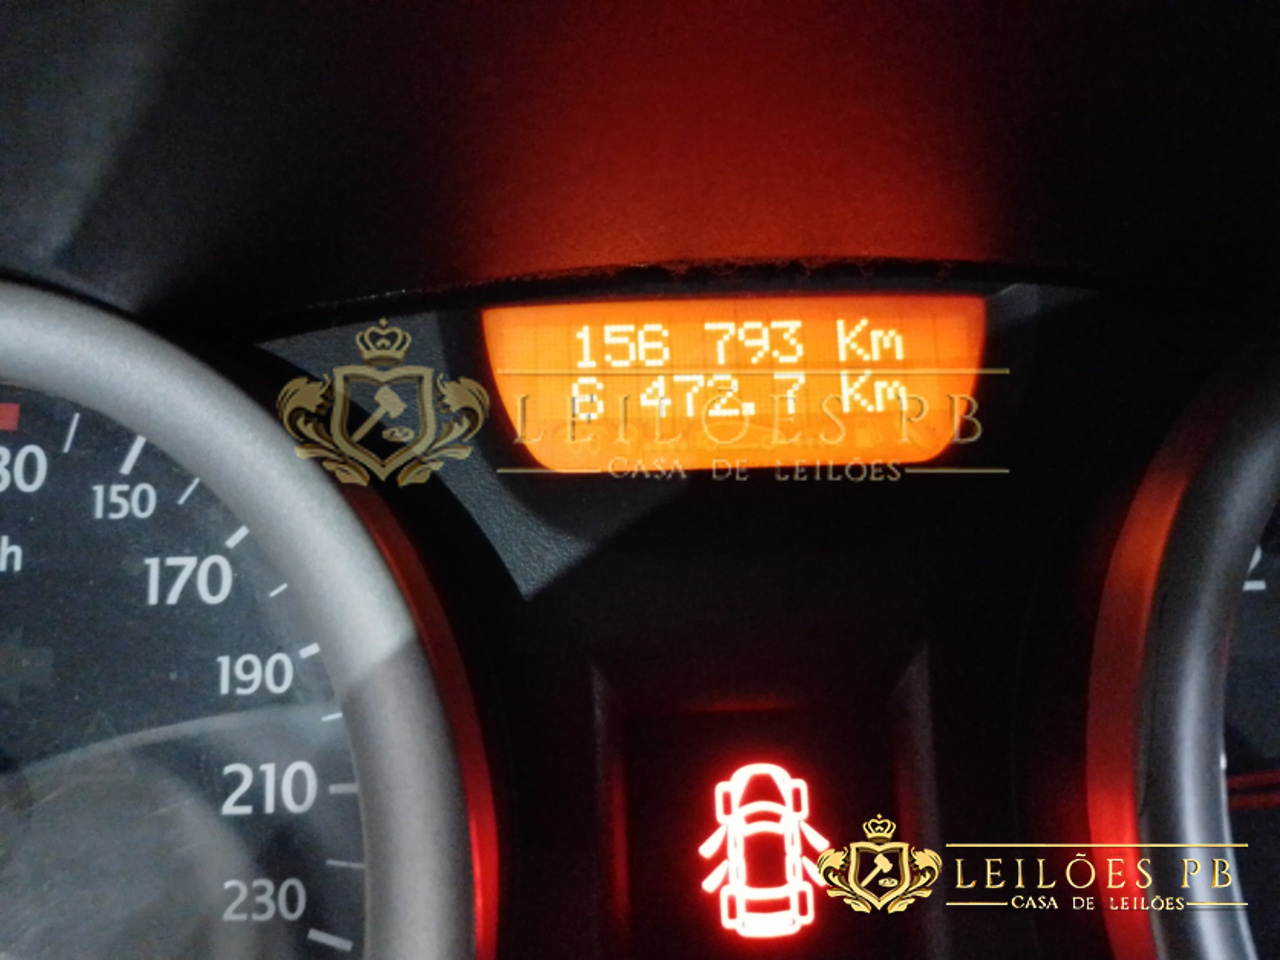 156 793 Km
6 472.7 Km
LEILÕES PB
CASA DE LEILÕES
150
h
170
190
210
230
LEILÕES PB
CASA DE LEILÕES